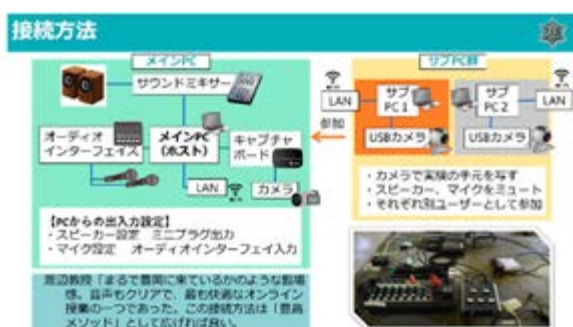 接続方法
メインPC
サウンドミキサー
オーディオ
インターフェイス
メインPC
(ホスト)
キャプチャ
ボード
LAN
カメラ
【PCからの出入力設定】
・スピーカー設定 ミニプラグ出力
・マイク設定 オーディオインターフェイ入力
教授「まるで豊岡に来ているかのような臨場
感。音声もクリアで、最も快適なオンライン
授業の一つであった。この接続方法は「豊高
メソッド」として広げれば良い。
参加
サブPC群
LAN
サブ
PC1
USBカメラ
サブ
PC2
LAN
USBカメラ
・カメラで実験の手元を写す
・スピーカー、マイクをミュート
・それぞれ別ユーザーとして参加